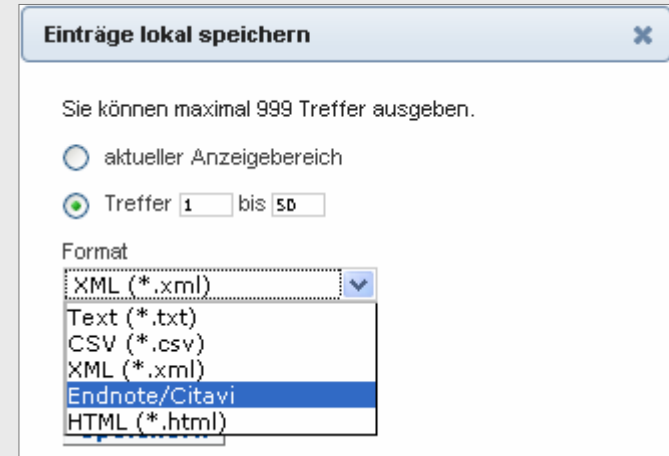 Einträge lokal speichern
Sie können maximal 999 Treffer ausgeben.
aktueller Anzeigebereich
Treffer 1 bis 50
Format
XML (*.xml)
Text (*.txt)
CSV (*.csv)
XML (*.xml)
Endnote/Citavi
HTML (*.html)